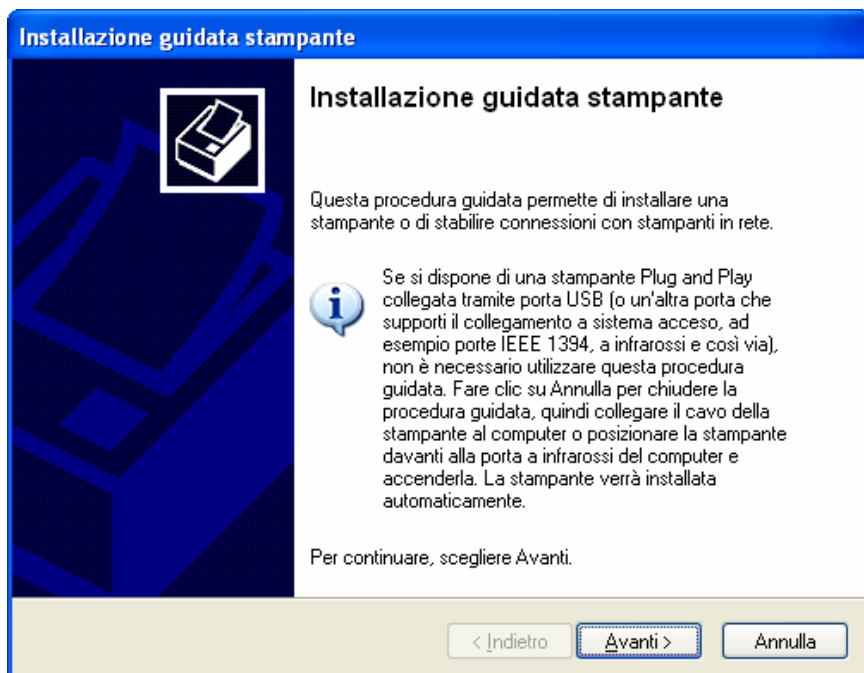 Installazione guidata stampante
Installazione guidata stampante
Questa procedura guidata permette di installare una
stampante o di stabilire connessioni con stampanti in rete.
Se si dispone di una stampante Plug and Play
collegata tramite porta USB (o un'altra porta che
supporti il collegamento a sistema acceso, ad
esempio porte IEEE 1394, a infrarossi e così via),
non è necessario utilizzare questa procedura
guidata. Fare clic su Annulla per chiudere la
procedura guidata, quindi collegare il cavo della
stampante al computer o posizionare la stampante
davanti alla porta a infrarossi del computer e
accenderla. La stampante verrà installata
automaticamente.
Per continuare, scegliere Avanti.
< Indietro Avanti > Annulla